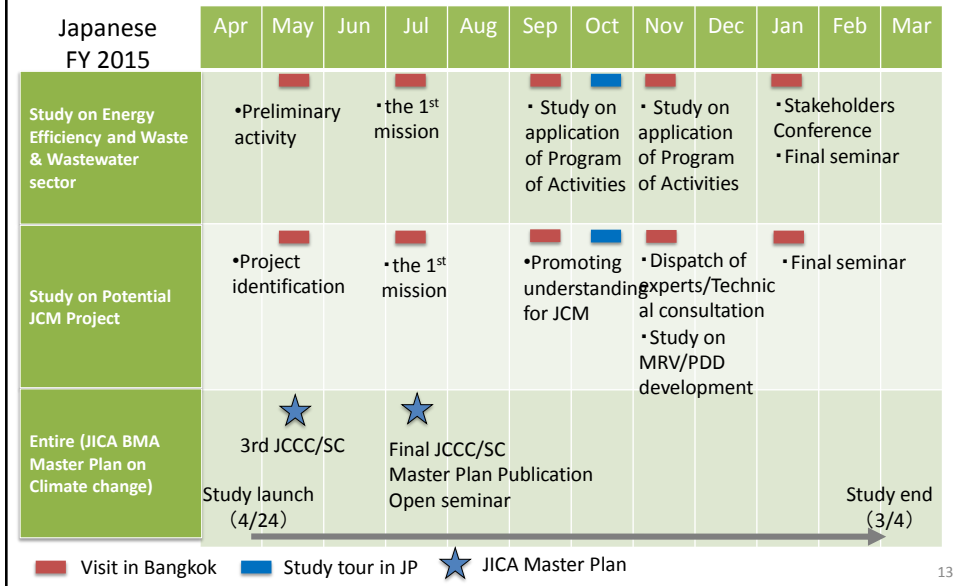 Japanese
FY 2015
Apr May Jun Jul Aug Sep Oct Nov Dec Jan Feb Mar
Study on Energy
Efficiency and Waste
& Wastewater
sector
•Preliminary
activity
・the 1st
mission
・Study on
application
of Program
of Activities
・Study on
application
of Program
of Activities
・Stakeholders
Conference
・Final seminar
Study on Potential
JCM Project
•Project
identification
・the 1st
mission
•Promoting
understanding
for JCM
・Dispatch of
experts/Technic
al consultation
・Study on
MRV/PDD
development
・Final seminar
Entire (JICA BMA
Master Plan on
Climate change)
3rd JCCC/SC
Final JCCC/SC
Master Plan Publication
Open seminar
Study launch
(4/24)
Study end
(3/4)
Visit in Bangkok Study tour in JP JICA Master Plan
13